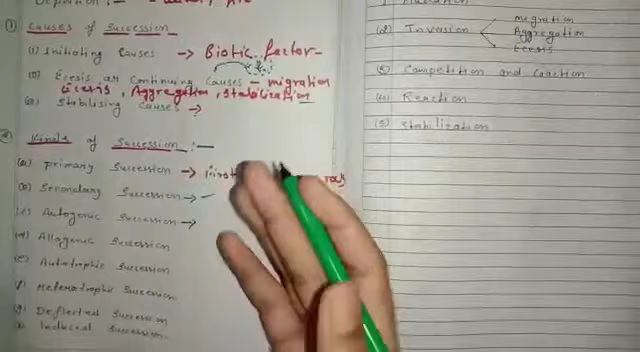 ① Causes of Succession
(i) Initiating Causes → Biotic factor -
(ii) Ecesis or Continuing Causes - migration
Ecesis, Aggregation, Stabilization
(iii) Stabilising Causes →
② Kinds of Succession :-
(a) primary Succession → first
(b) Secondary Succession →
(c) Autogenic Succession →
(d) Allogenic Succession
(e) Autotrophic Succession
(f) Heterotrophic Succession
(g) Deflected Succession
Induced Succession
(2) Invasion migration
Aggregation
Ecesis
(3) Competition and coaction
(4) Reaction
(5) Stabilization